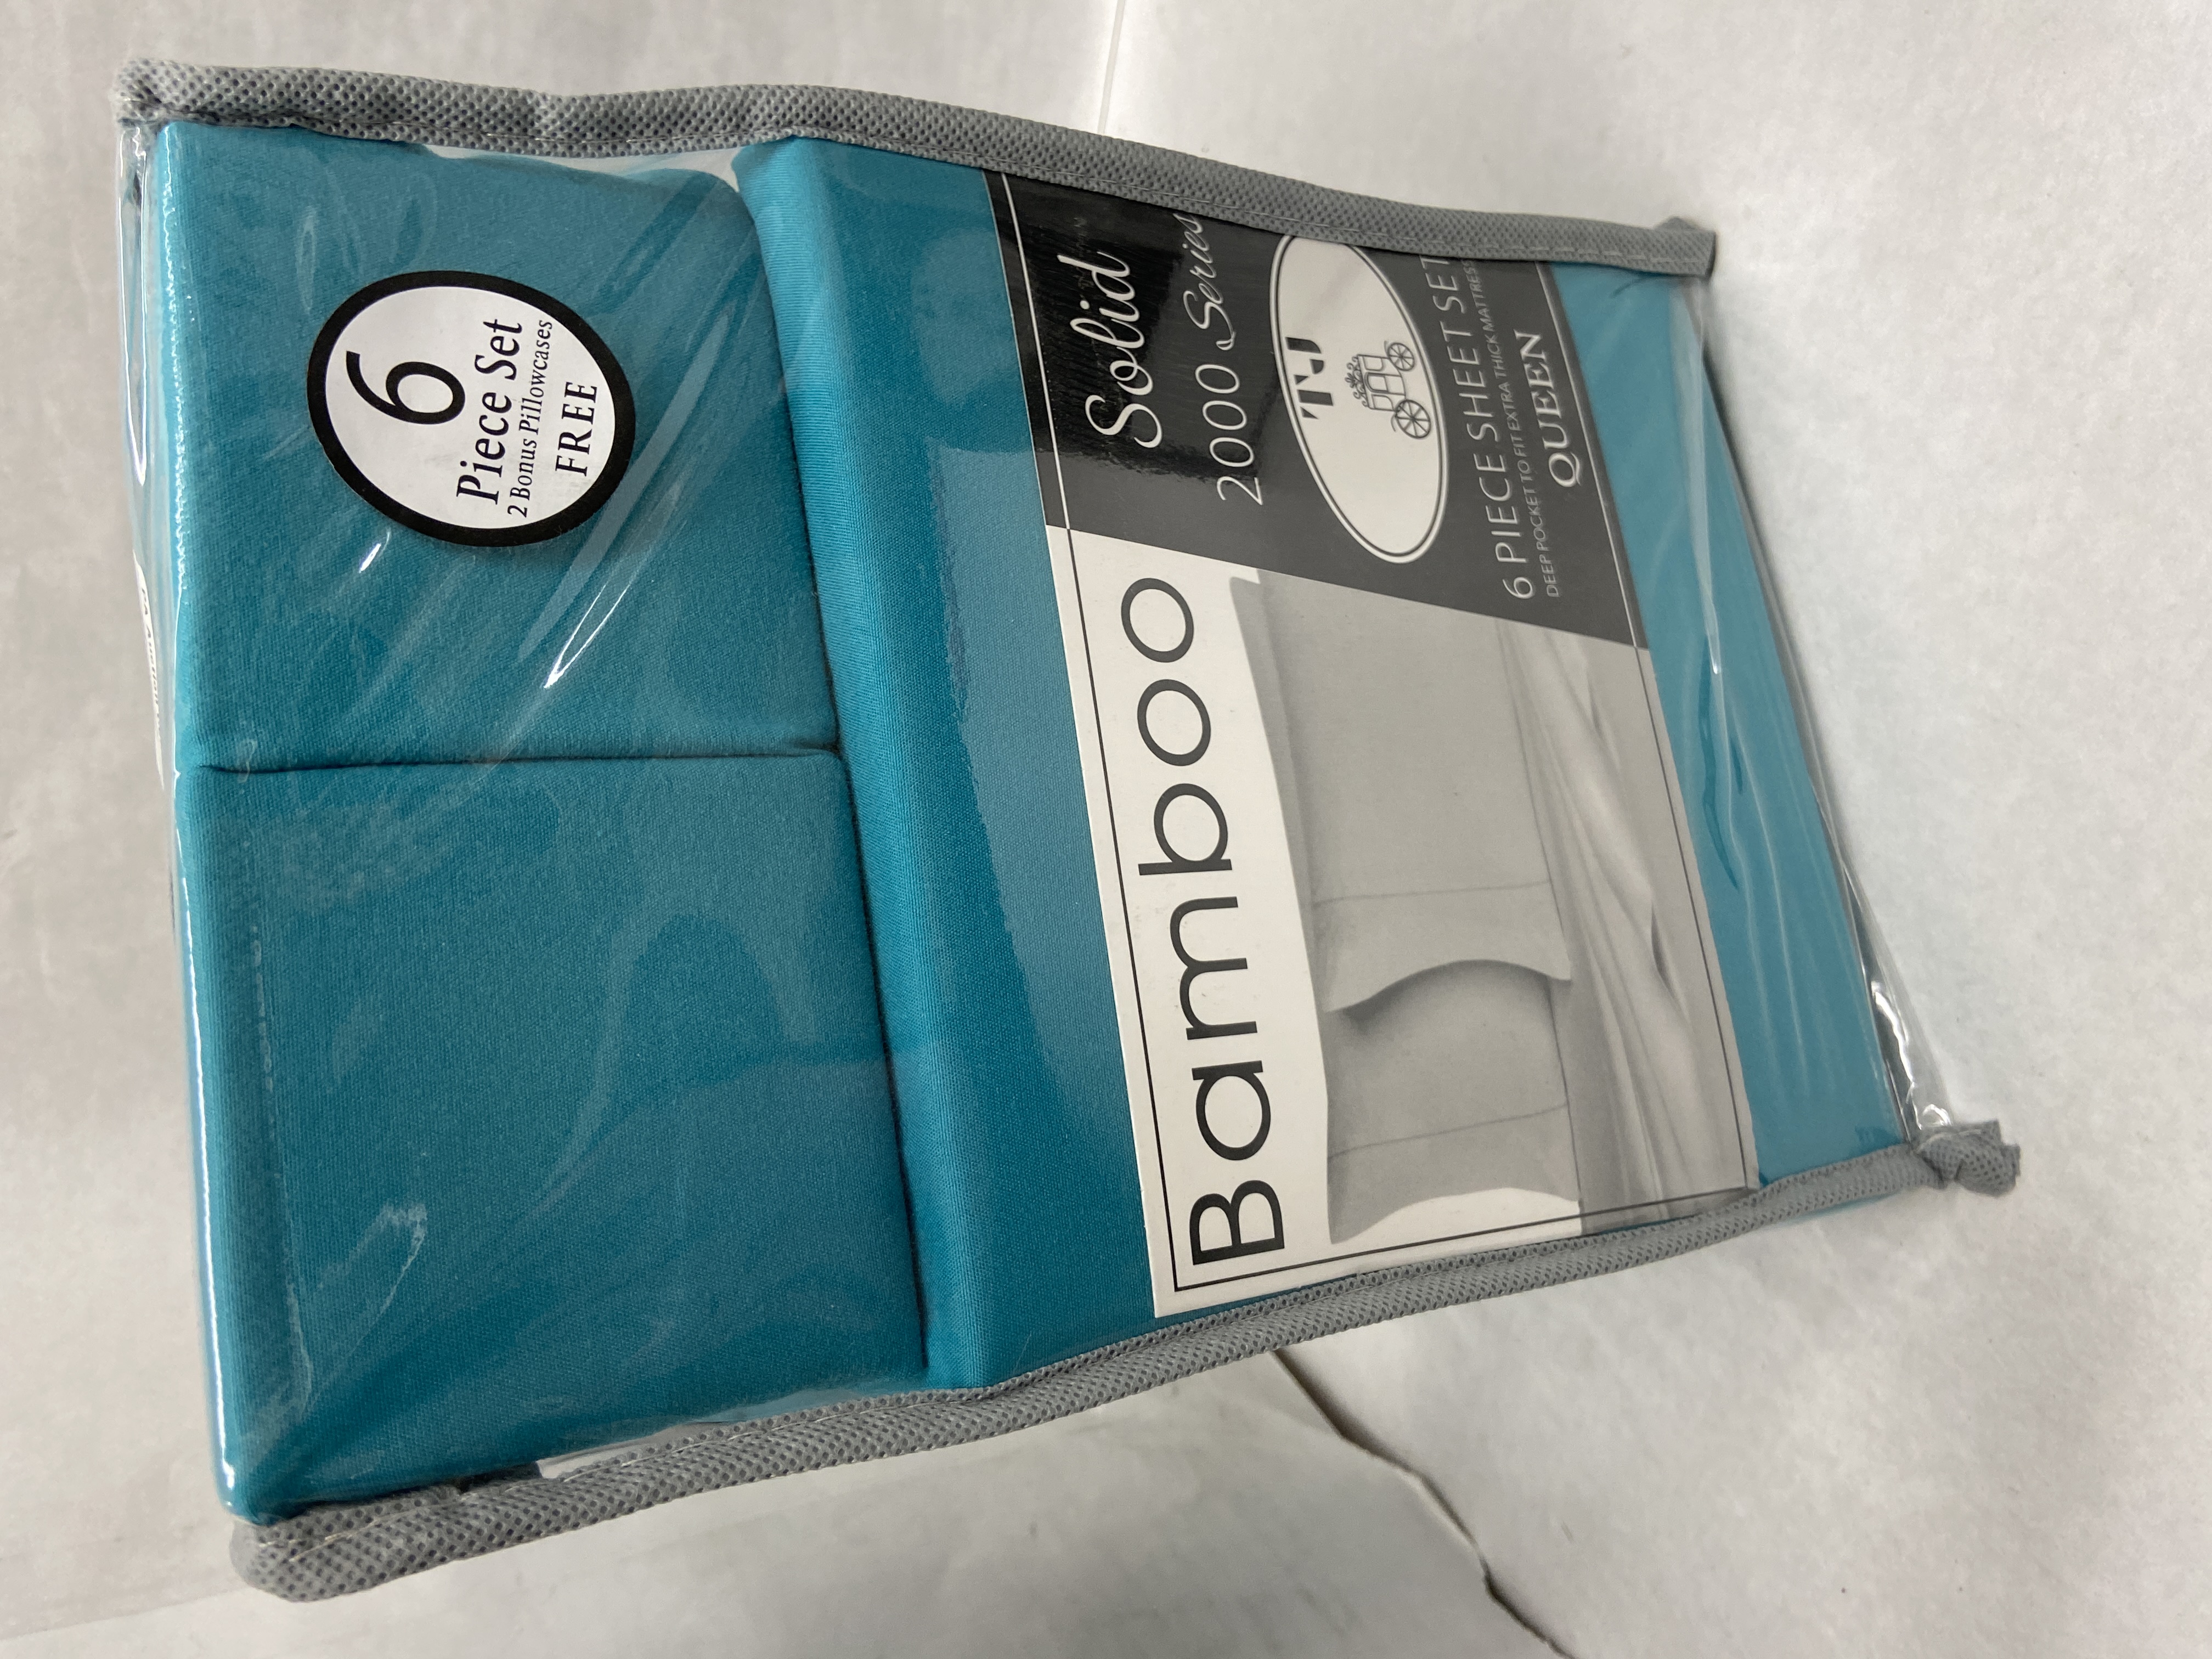 6
Piece Set
2 Bonus Pillowcases
FREE
Bamboo
Solid
2000 Series
TJ
6 PIECE SHEET SET
DEEP POCKET TO FIT EXTRA THICK MATTRESS
QUEEN